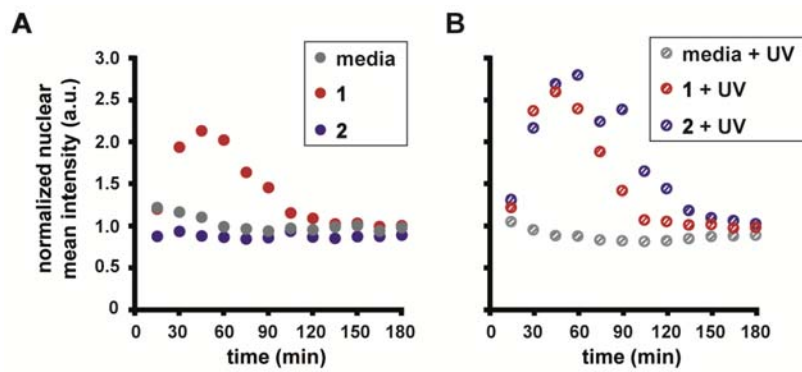 A
normalized nuclear
mean intensity (a.u.)
3.0
2.5
2.0
1.5
1.0
0.5
0
media
1
2
0 30 60 90 120 150 180
time (min)
B
media + UV
1 + UV
2 + UV
0 30 60 90 120 150 180
time (min)